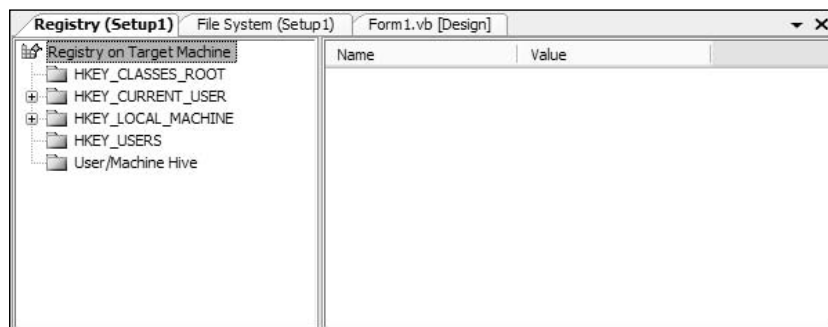 Registry (Setup1) File System (Setup1) Form1.vb [Design]
Registry on Target Machine
Name Value
HKEY_CLASSES_ROOT
HKEY_CURRENT_USER
HKEY_LOCAL_MACHINE
HKEY_USERS
User/Machine Hive